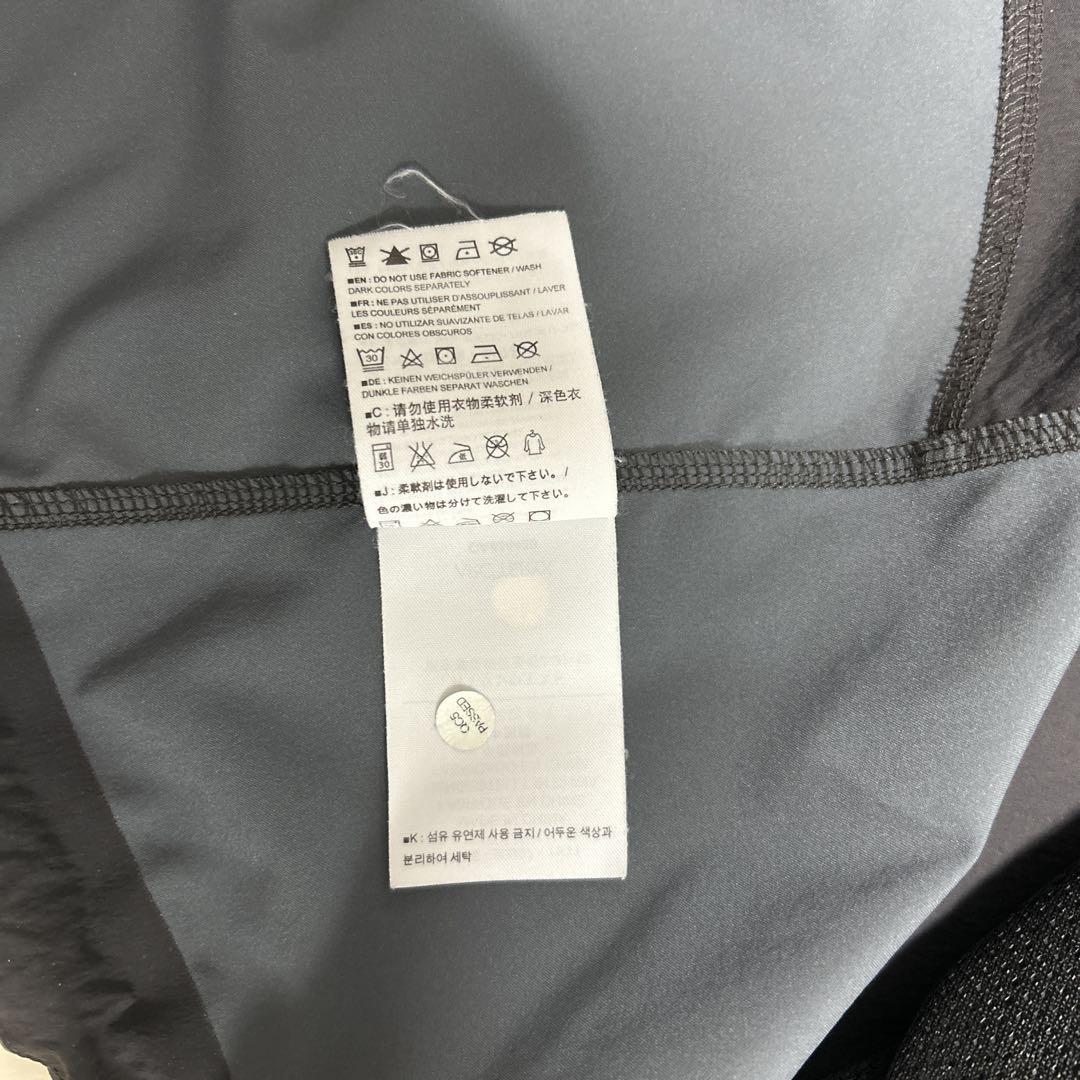 ■EN : DO NOT USE FABRIC SOFTENER / WASH
DARK COLORS SEPARATELY
■FR : NE PAS UTILISER D'ASSOUPLISSANT / LAVER
LES COULEURS SÉPARÉMENT
■ES : NO UTILIZAR SUAVIZANTE DE TELAS / LAVAR
CON COLORES OBSCUROS
30
■DE : KEINEN WEICHSPÜLER VERWENDEN /
DUNKLE FARBEN SEPARAT WASCHEN
■C : 请勿使用衣物柔软剂 / 深色衣
物请单独水洗
弱
30
■J : 柔軟剤は使用しないで下さい。/
色の濃い物は分けて洗濯して下さい。
QC5
PASSED
■K : 섬유 유연제 사용 금지 / 어두운 색상과
분리하여 세탁